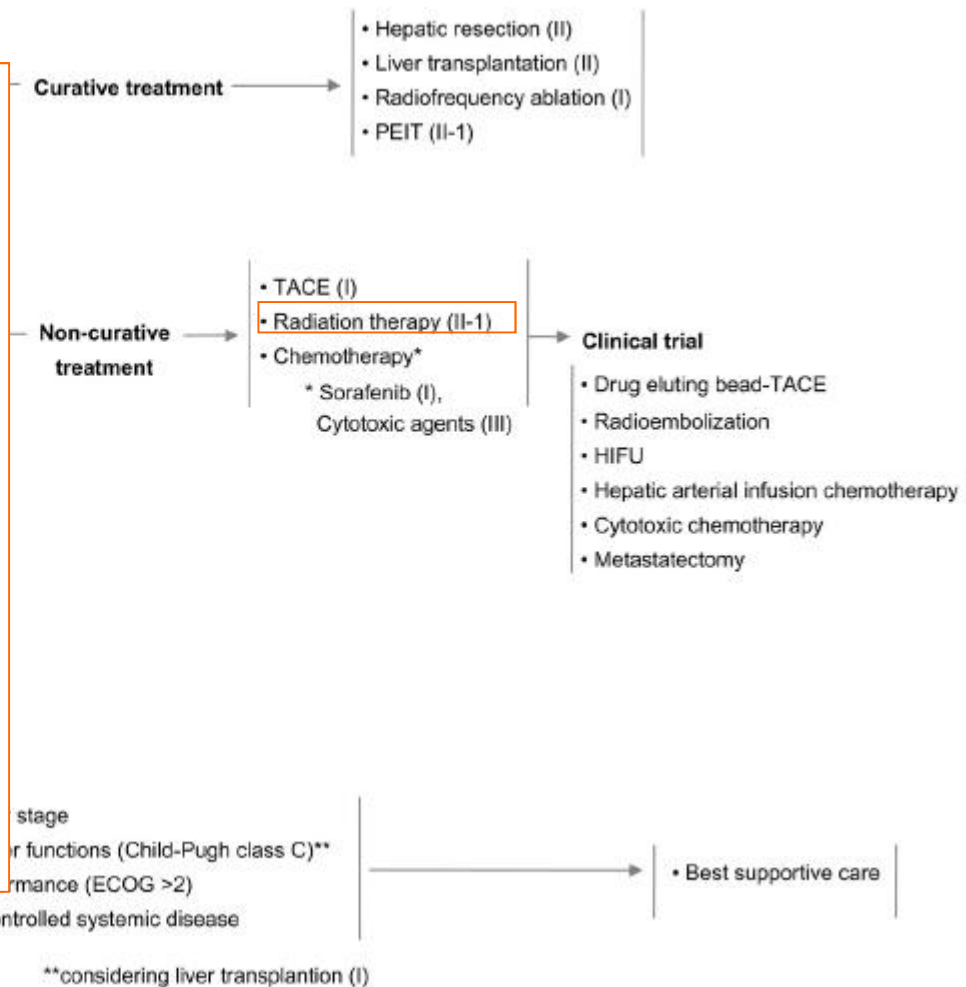 • Hepatic resection (II)
• Liver transplantation (II)
Curative treatment
• Radiofrequency ablation (I)
• PEIT (II-1)
• TACE (I)
• Radiation therapy (II-1)
Non-curative
treatment
• Chemotherapy*
* Sorafenib (I),
Cytotoxic agents (III)
Clinical trial
• Drug eluting bead-TACE
• Radioembolization
• HIFU
• Hepatic arterial infusion chemotherapy
• Cytotoxic chemotherapy
• Metastatectomy
stage
er functions (Child-Pugh class C)**
rmance (ECOG >2)
ntrolled systemic disease
• Best supportive care
**considering liver transplantion (I)